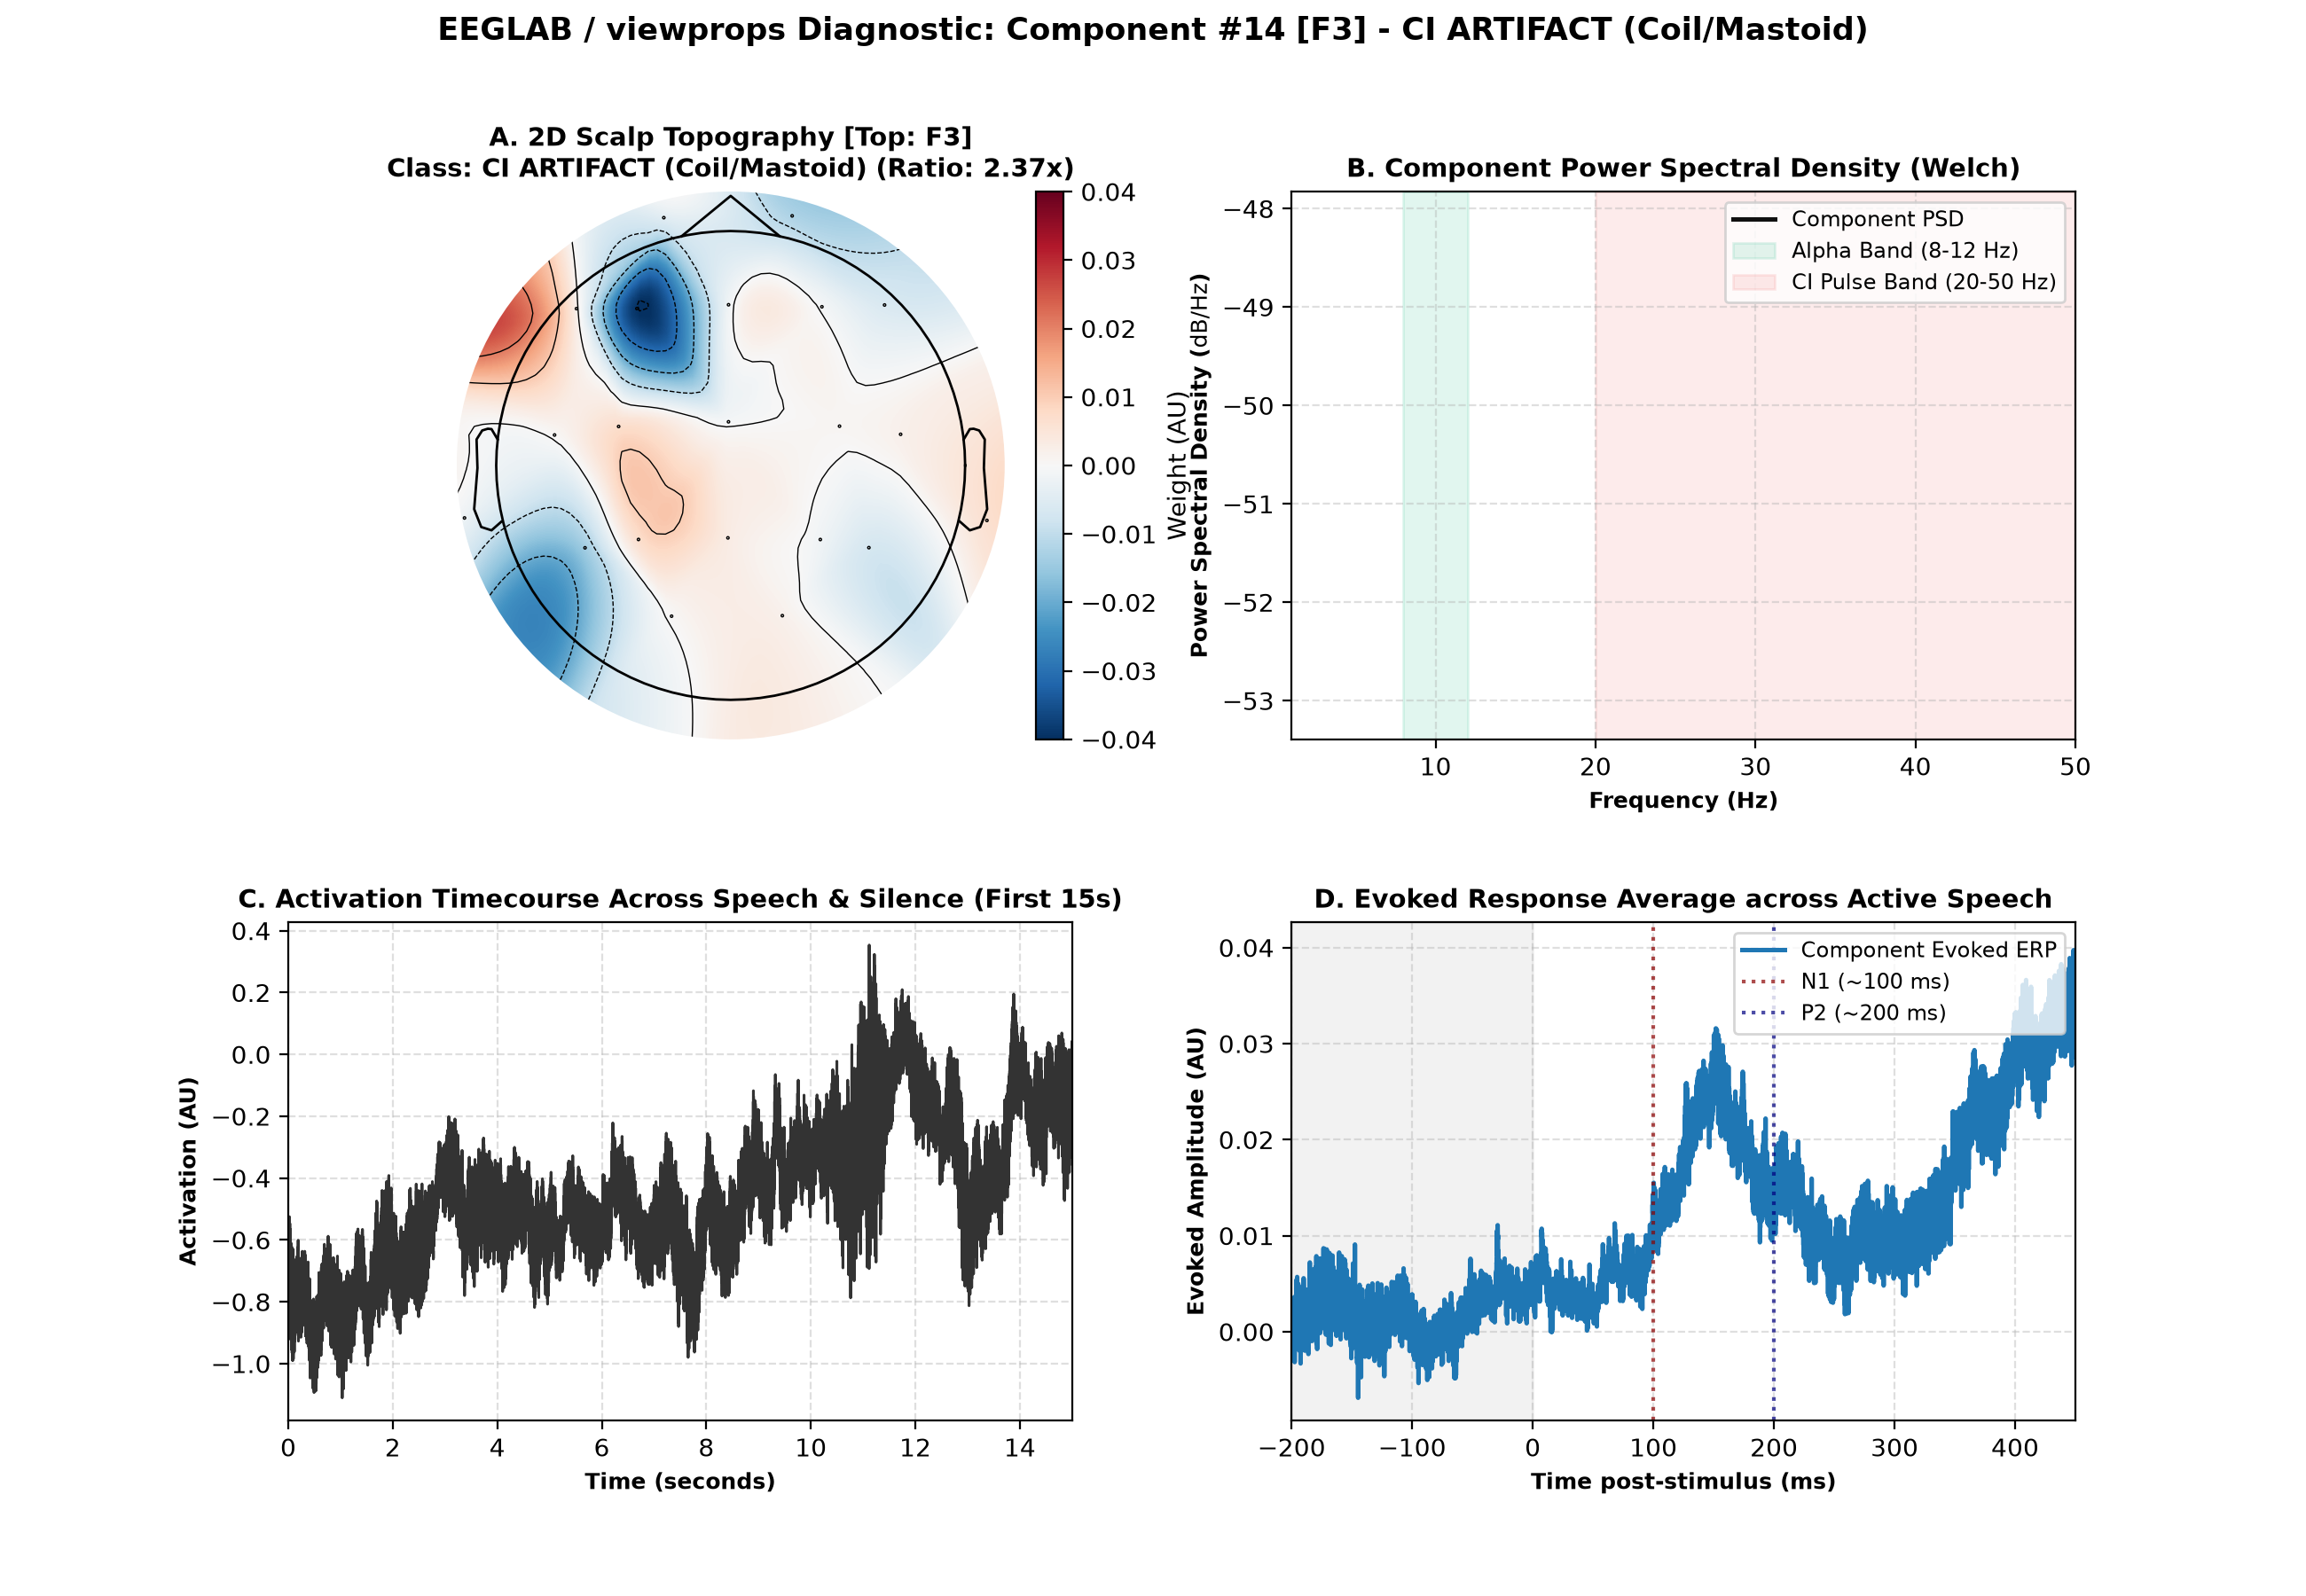 EEGLAB / viewprops Diagnostic: Component #14 [F3] - CI ARTIFACT (Coil/Mastoid)
A. 2D Scalp Topography [Top: F3]
Class: CI ARTIFACT (Coil/Mastoid) (Ratio: 2.37x)
0.04
0.03
0.02
0.01
0.00
−0.01
−0.02
−0.03
−0.04
Weight (AU)
B. Component Power Spectral Density (Welch)
Power Spectral Density (dB/Hz)
−48
−49
−50
−51
−52
−53
Component PSD
Alpha Band (8-12 Hz)
CI Pulse Band (20-50 Hz)
10 20 30 40 50
Frequency (Hz)
C. Activation Timecourse Across Speech & Silence (First 15s)
Activation (AU)
0.4
0.2
0.0
−0.2
−0.4
−0.6
−0.8
−1.0
0 2 4 6 8 10 12 14
Time (seconds)
D. Evoked Response Average across Active Speech
Evoked Amplitude (AU)
0.04
0.03
0.02
0.01
0.00
Component Evoked ERP
N1 (~100 ms)
P2 (~200 ms)
−200 −100 0 100 200 300 400
Time post-stimulus (ms)